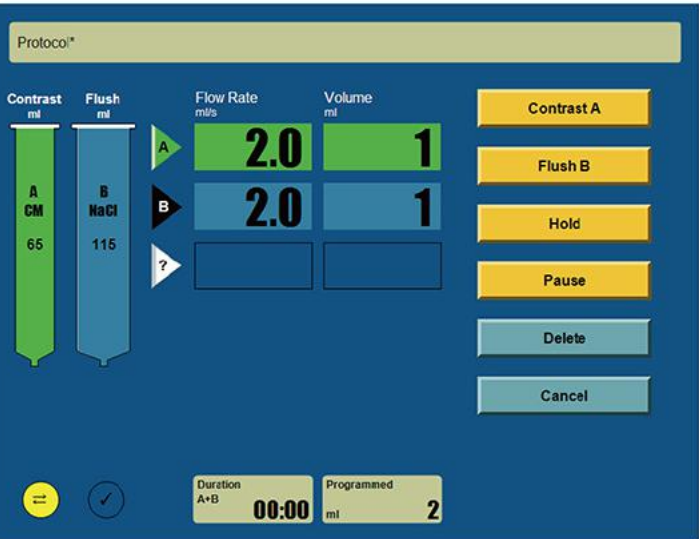 Protocol*
Contrast Flush
ml ml
Flow Rate Volume
ml/s ml
A 2.0 1
B 2.0 1
?
A B
CM NaCl
65 115
Contrast A
Flush B
Hold
Pause
Delete
Cancel
Duration Programmed
A+B
00:00 ml 2